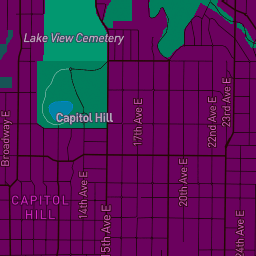 Lake View Cemetery
Capitol Hill
Broadway E
17th Ave E
22nd Ave E
23rd Ave E
CAPITOL
HILL
14th Ave E
15th Ave E
20th Ave E
24th Ave E